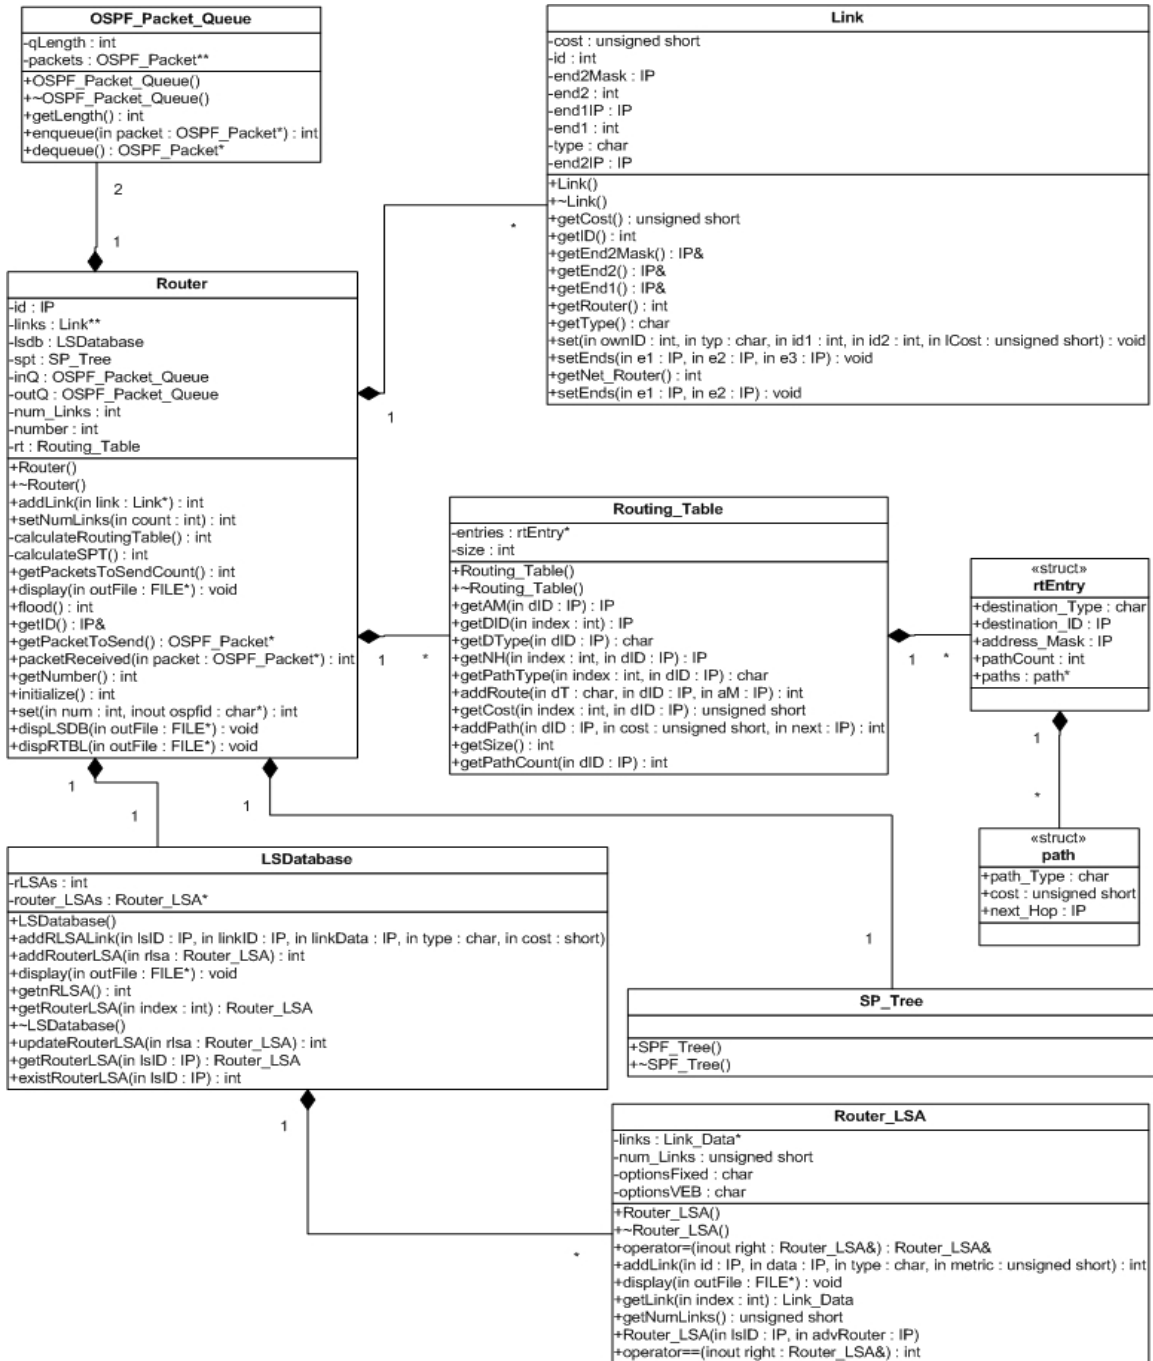 OSPF_Packet_Queue
-qLength : int
-packets : OSPF_Packet**
+OSPF_Packet_Queue()
+~OSPF_Packet_Queue()
+getLength() : int
+enqueue(in packet : OSPF_Packet*) : int
+dequeue() : OSPF_Packet*
2
1
Link
-cost : unsigned short
-id : int
-end2Mask : IP
-end2 : int
-end1IP : IP
-end1 : int
-type : char
-end2IP : IP
+Link()
+~Link()
+getCost() : unsigned short
+getID() : int
+getEnd2Mask() : IP&
+getEnd2() : IP&
+getEnd1() : IP&
+getRouter() : int
+getType() : char
+set(in ownID : int, in typ : char, in id1 : int, in id2 : int, in lCost : unsigned short) : void
+setEnds(in e1 : IP, in e2 : IP, in e3 : IP) : void
+getNet_Router() : int
+setEnds(in e1 : IP, in e2 : IP) : void
*
1
Router
-id : IP
-links : Link**
-lsdb : LSDatabase
-spt : SP_Tree
-inQ : OSPF_Packet_Queue
-outQ : OSPF_Packet_Queue
-num_Links : int
-number : int
-rt : Routing_Table
+Router()
+~Router()
+addLink(in link : Link*) : int
+setNumLinks(in count : int) : int
-calculateRoutingTable() : int
-calculateSPT() : int
+getPacketsToSendCount() : int
+display(in outFile : FILE*) : void
+flood() : int
+getID() : IP&
+getPacketToSend() : OSPF_Packet*
+packetReceived(in packet : OSPF_Packet*) : int
+getNumber() : int
+initialize() : int
+set(in num : int, inout ospfid : char*) : int
+dispLSDB(in outFile : FILE*) : void
+dispRTBL(in outFile : FILE*) : void
1
*
Routing_Table
-entries : rtEntry*
-size : int
+Routing_Table()
+~Routing_Table()
+getAM(in dID : IP) : IP
+getDID(in index : int) : IP
+getDType(in dID : IP) : char
+getNH(in index : int, in dID : IP) : IP
+getPathType(in index : int, in dID : IP) : char
+addRoute(in dT : char, in dID : IP, in aM : IP) : int
+getCost(in index : int, in dID : IP) : unsigned short
+addPath(in dID : IP, in cost : unsigned short, in next : IP) : int
+getSize() : int
+getPathCount(in dID : IP) : int
1
*
«struct»
rtEntry
+destination_Type : char
+destination_ID : IP
+address_Mask : IP
+pathCount : int
+paths : path*
1
*
«struct»
path
+path_Type : char
+cost : unsigned short
+next_Hop : IP
1
1
1
1
LSDatabase
-rLSAs : int
-router_LSAs : Router_LSA*
+LSDatabase()
+addRLSALink(in lsID : IP, in linkID : IP, in linkData : IP, in type : char, in cost : short)
+addRouterLSA(in rlsa : Router_LSA) : int
+display(in outFile : FILE*) : void
+getnRLSA() : int
+getRouterLSA(in index : int) : Router_LSA
+~LSDatabase()
+updateRouterLSA(in rlsa : Router_LSA) : int
+getRouterLSA(in lsID : IP) : Router_LSA
+existRouterLSA(in lsID : IP) : int
SP_Tree
+SPF_Tree()
+~SPF_Tree()
1
*
Router_LSA
-links : Link_Data*
-num_Links : unsigned short
-optionsFixed : char
-optionsVEB : char
+Router_LSA()
+~Router_LSA()
+operator=(inout right : Router_LSA&) : Router_LSA&
+addLink(in id : IP, in data : IP, in type : char, in metric : unsigned short) : int
+display(in outFile : FILE*) : void
+getLink(in index : int) : Link_Data
+getNumLinks() : unsigned short
+Router_LSA(in lsID : IP, in advRouter : IP)
+operator==(inout right : Router_LSA&) : int